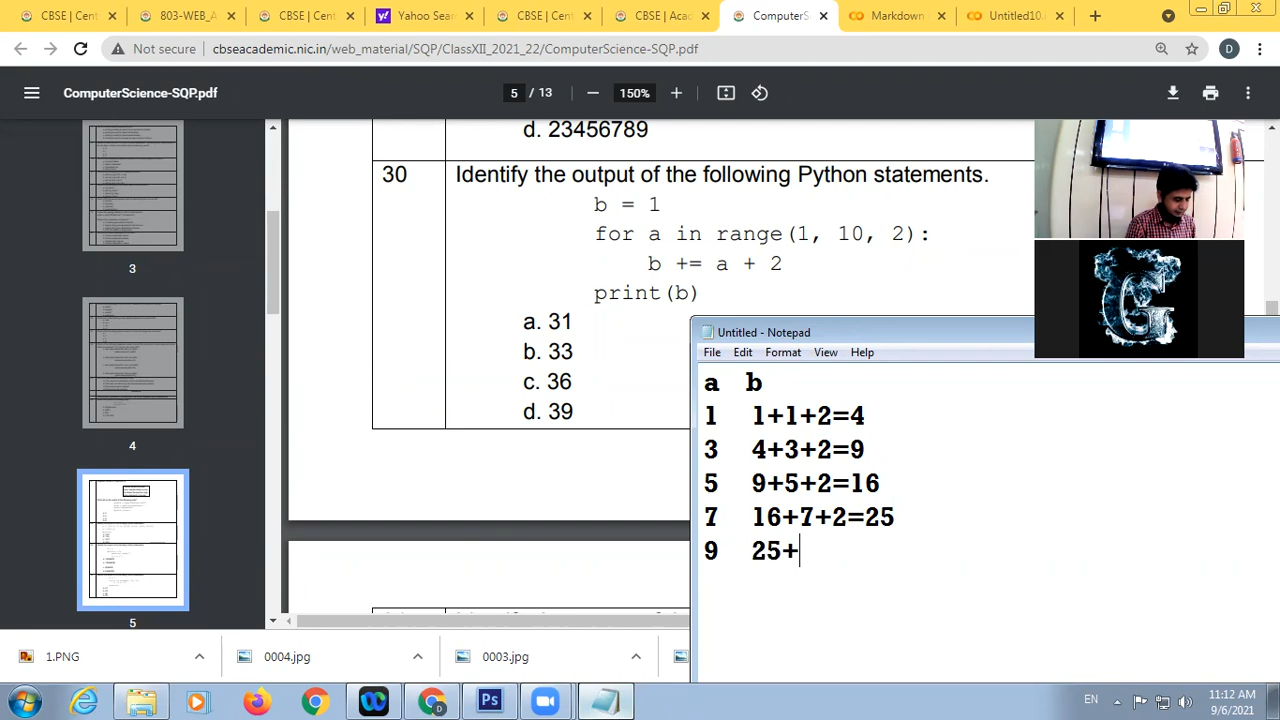 CBSE | Cent
803-WEB_A
CBSE | Cent
Yahoo Sear
CBSE | Cent
CBSE | Acad
ComputerS
Markdown
Untitled10.i
Not secure
cbseacademic.nic.in/web_material/SQP/ClassXII_2021_22/ComputerScience-SQP.pdf
D
ComputerScience-SQP.pdf
5 / 13
150%
3
4
5
d. 23456789
30 Identify the output of the following Python statements.
b = 1
for a in range(1, 10, 2):
b += a + 2
print(b)
a. 31
b. 33
c. 36
d. 39
G
Untitled - Notepad
File Edit Format View Help
a b
1 1+1+2=4
3 4+3+2=9
5 9+5+2=16
7 16+7+2=25
9 25+
1.PNG
0004.jpg
0003.jpg
Ps
D
EN
11:12 AM
9/6/2021